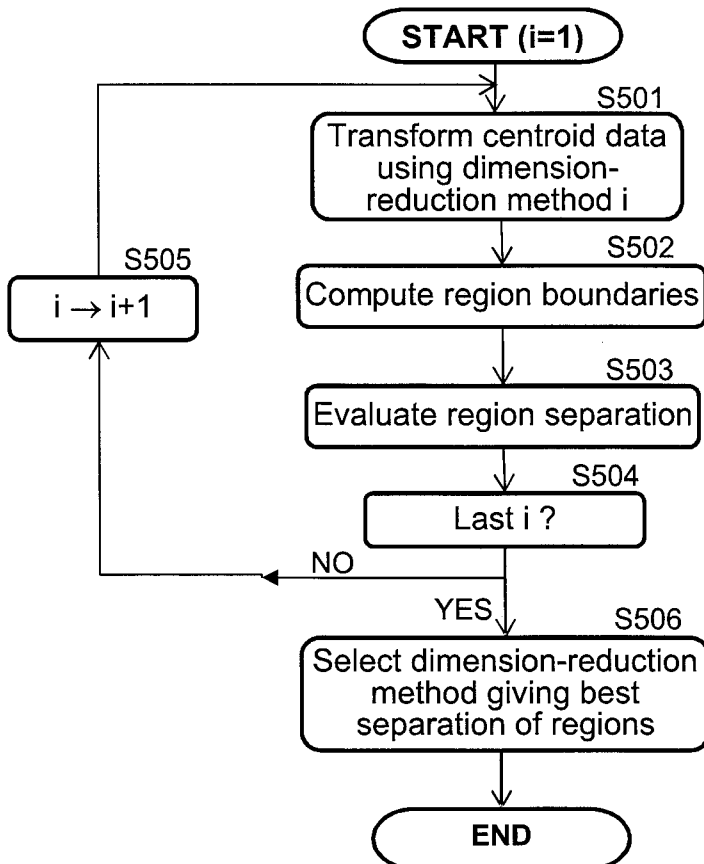 START (i=1)
S501
Transform centroid data
using dimension-
reduction method i
S502
Compute region boundaries
S505
i → i+1
S503
Evaluate region separation
S504
Last i ?
NO
YES
S506
Select dimension-reduction
method giving best
separation of regions
END